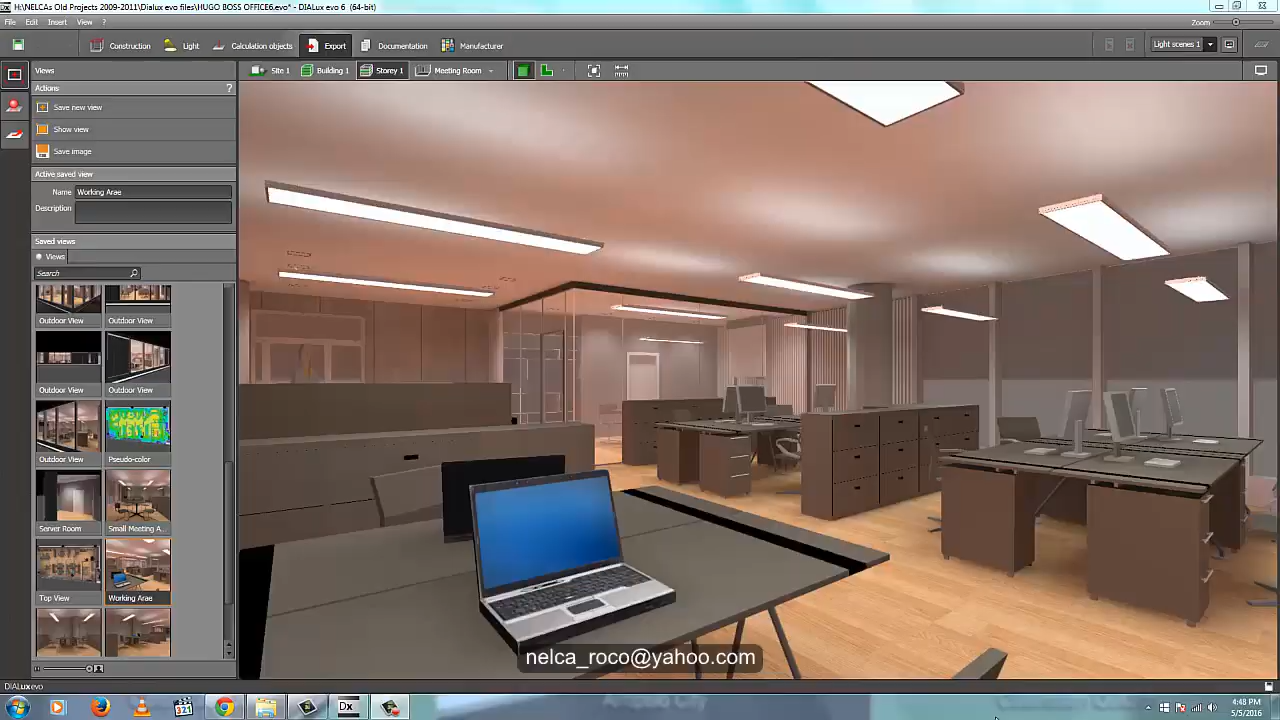 H:\NELCAs Old Projects 2009-2011\Dialux evo files\HUGO BOSS OFFICE6.evo* - DIALux evo 6 (64-bit)
File Edit Insert View ?
Zoom
Construction Light Calculation objects Export Documentation Manufacturer
Light scenes 1
Views
Site 1 Building 1 Storey 1 Meeting Room
Actions ?
Save new view
Show view
Save image
Active saved view
Name Working Arae
Description
Saved views
Views
Search
Outdoor View Outdoor View
Outdoor View Outdoor View
Outdoor View Pseudo-color
Server Room Small Meeting A...
Top View Working Arae
nelca_roco@yahoo.com
DIALux evo
321
Dx
4:48 PM
5/5/2016